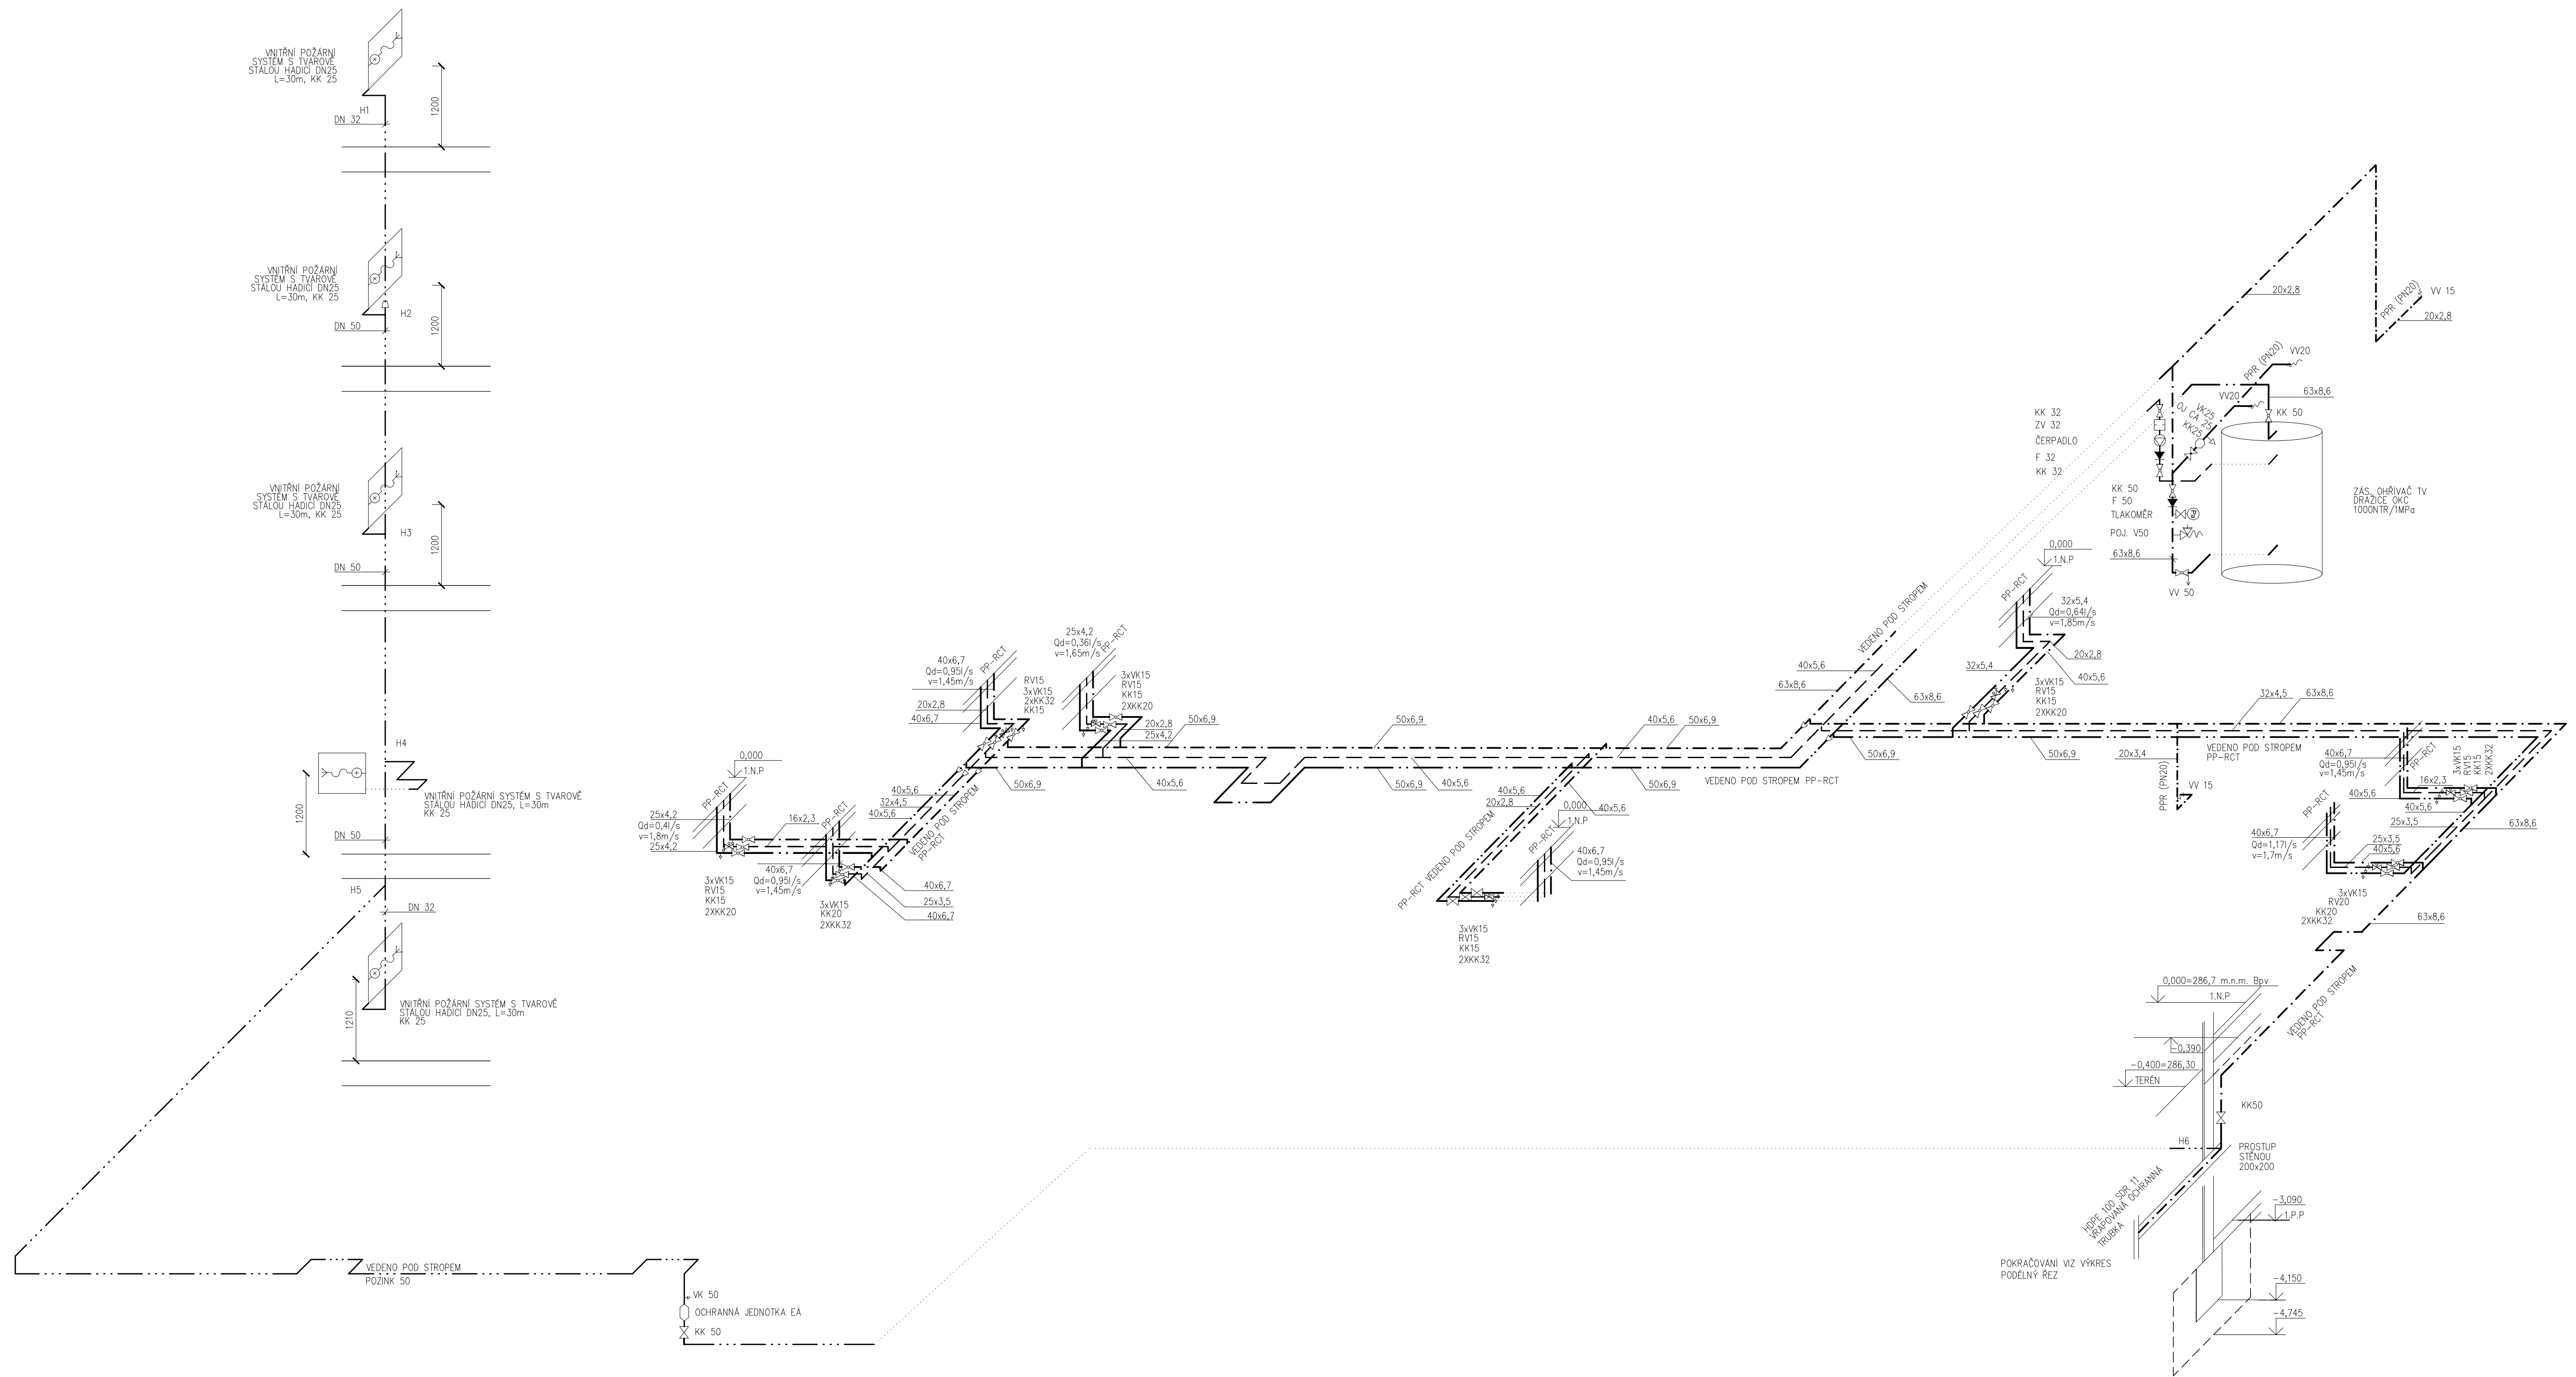 VNITŘNÍ POŽÁRNÍ
SYSTÉM S TVAROVĚ
STÁLOU HADICÍ DN25
L=30m, KK 25
H1
DN 32
1200
VNITŘNÍ POŽÁRNÍ
SYSTÉM S TVAROVĚ
STÁLOU HADICÍ DN25
L=30m, KK 25
H2
DN 50
1200
VNITŘNÍ POŽÁRNÍ
SYSTÉM S TVAROVĚ
STÁLOU HADICÍ DN25
L=30m, KK 25
H3
DN 50
1200
H4
VNITŘNÍ POŽÁRNÍ SYSTÉM S TVAROVĚ
STÁLOU HADICÍ DN25, L=30m
KK 25
1200
DN 50
H5
DN 32
1210
VNITŘNÍ POŽÁRNÍ SYSTÉM S TVAROVĚ
STÁLOU HADICÍ DN25, L=30m
KK 25
VEDENO POD STROPEM
POZINK 50
VK 50
OCHRANNÁ JEDNOTKA EA
KK 50
0,000
1.N.P
PP-RCT
25x4,2
Qd=0,4l/s
v=1,8m/s
25x4,2
16x2,3
3xVK15
RV15
KK15
2XKK20
PP-RCT
40x6,7
Qd=0,95l/s
v=1,45m/s
3xVK15
KK20
2XKK32
40x5,6
32x4,5
40x5,6
VEDENO POD STROPEM
PP-RCT
40x6,7
25x3,5
40x6,7
40x6,7
Qd=0,95l/s
v=1,45m/s
PP-RCT
20x2,8
40x6,7
RV15
3xVK15
2xKK32
KK15
25x4,2
Qd=0,36l/s
v=1,65m/s
PP-RCT
3xVK15
RV15
KK15
2XKK20
20x2,8
25x4,2
50x6,9
50x6,9
40x5,6
50x6,9
50x6,9
40x5,6
40x5,6
50x6,9
50x6,9
VEDENO POD STROPEM PP-RCT
40x5,6
20x2,8
40x5,6
PP-RCT VEDENO POD STROPEM
0,000
1.N.P
PP-RCT
40x6,7
Qd=0,95l/s
v=1,45m/s
3xVK15
RV15
KK15
2XKK32
VEDENO POD STROPEM
40x5,6
63x8,6
63x8,6
50x6,9
0,000
1.N.P
PP-RCT
32x5,4
Qd=0,64l/s
v=1,85m/s
20x2,8
40x5,6
32x5,4
3xVK15
RV15
KK15
2XKK20
50x6,9
32x4,5
63x8,6
VEDENO POD STROPEM
PP-RCT
20x3,4
PPR (PN20)
VV 15
20x2,8
PPR (PN20)
VV 15
20x2,8
PPR (PN20)
VV20
VV20
63x8,6
KK 50
VK25
OJ CA 25
KK25
KK 32
ZV 32
ČERPADLO
F 32
KK 32
KK 50
F 50
TLAKOMĚR
POJ. V50
63x8,6
VV 50
ZÁS. OHŘÍVAČ TV
DRAŽICE OKC
1000NTR/1MPa
40x6,7
Qd=0,95l/s
v=1,45m/s
PP-RCT
3xVK15
RV15
KK15
2XKK32
16x2,3
40x5,6
40x5,6
25x3,5
63x8,6
PP-RCT
40x6,7
Qd=1,17l/s
v=1,7m/s
25x3,5
40x5,6
3xVK15
RV20
KK20
2XKK32
63x8,6
VEDENO POD STROPEM
PP-RCT
0,000=286,7 m.n.m. Bpv
1.N.P
-0,390
-0,400=286,30
TERÉN
KK50
H6
PROSTUP
STĚNOU
200x200
HDPE 100 SDR 11
VRAPOVANÁ OCHRANNÁ
TRUBKA
POKRAČOVÁNÍ VIZ VÝKRES
PODÉLNÝ ŘEZ
-3,090
1.P.P
-4,150
-4,745